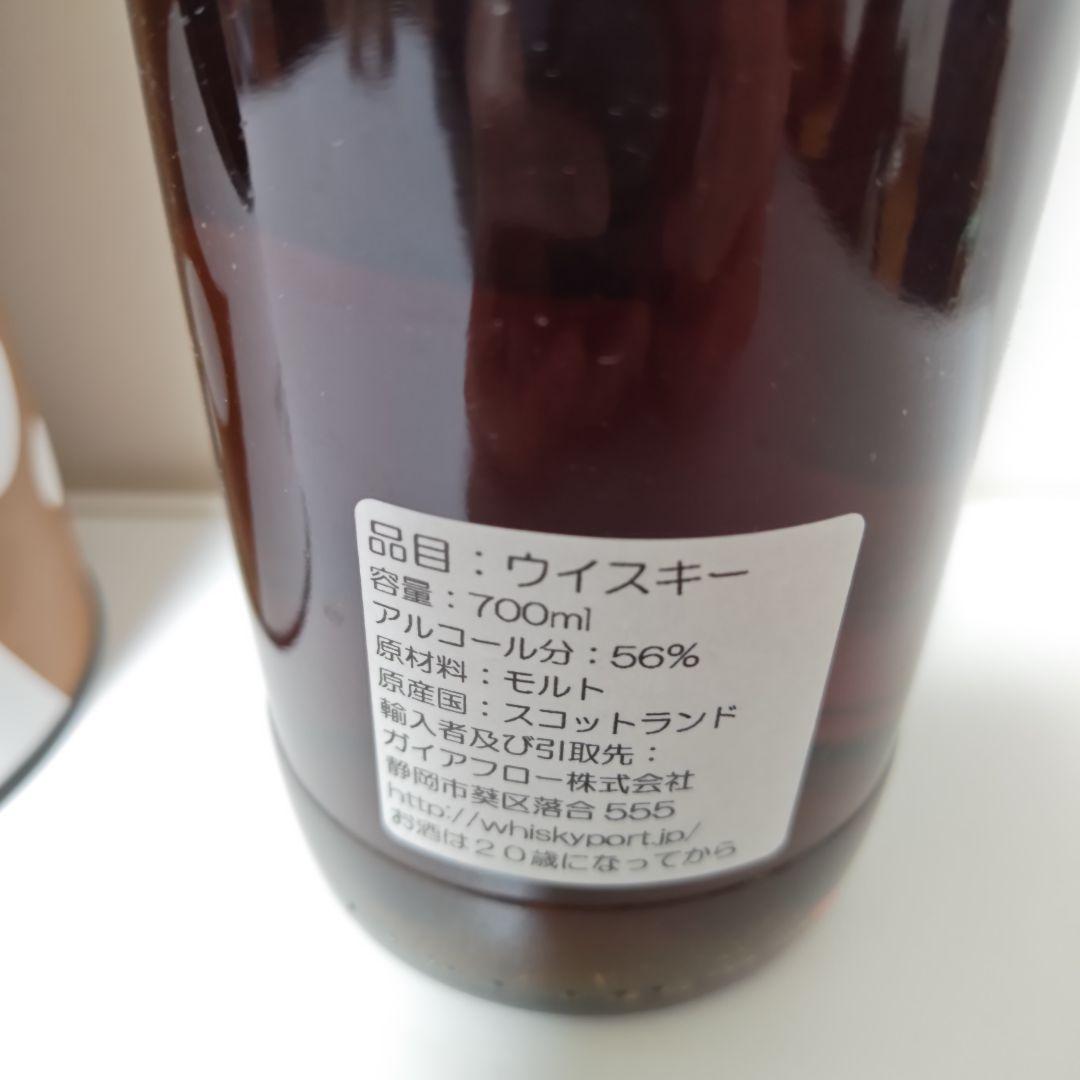 品目：ウイスキー
容量：700ml
アルコール分：56%
原材料：モルト
原産国：スコットランド
輸入者及び引取先：
ガイアフロー株式会社
静岡市葵区落合555
http://whiskyport.jp/
お酒は２０歳になってから